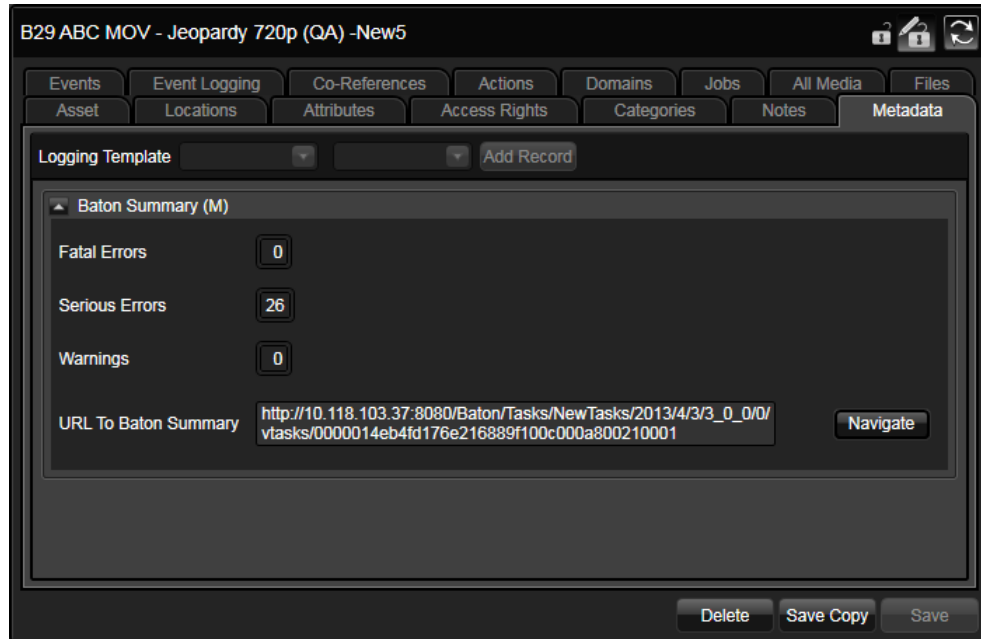 B29 ABC MOV - Jeopardy 720p (QA) -New5
Events Event Logging Co-References Actions Domains Jobs All Media Files
Asset Locations Attributes Access Rights Categories Notes Metadata
Logging Template Add Record
Baton Summary (M)
Fatal Errors 0
Serious Errors 26
Warnings 0
URL To Baton Summary http://10.118.103.37:8080/Baton/Tasks/NewTasks/2013/4/3/3_0_0/0/
vtasks/0000014eb4fd176e216889f100c000a800210001 Navigate
Delete Save Copy Save